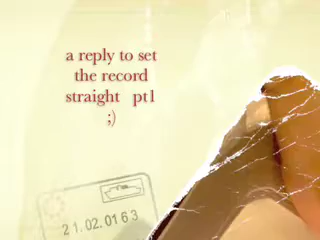 a reply to set
the record
straight pt1
;)
21.02.0163